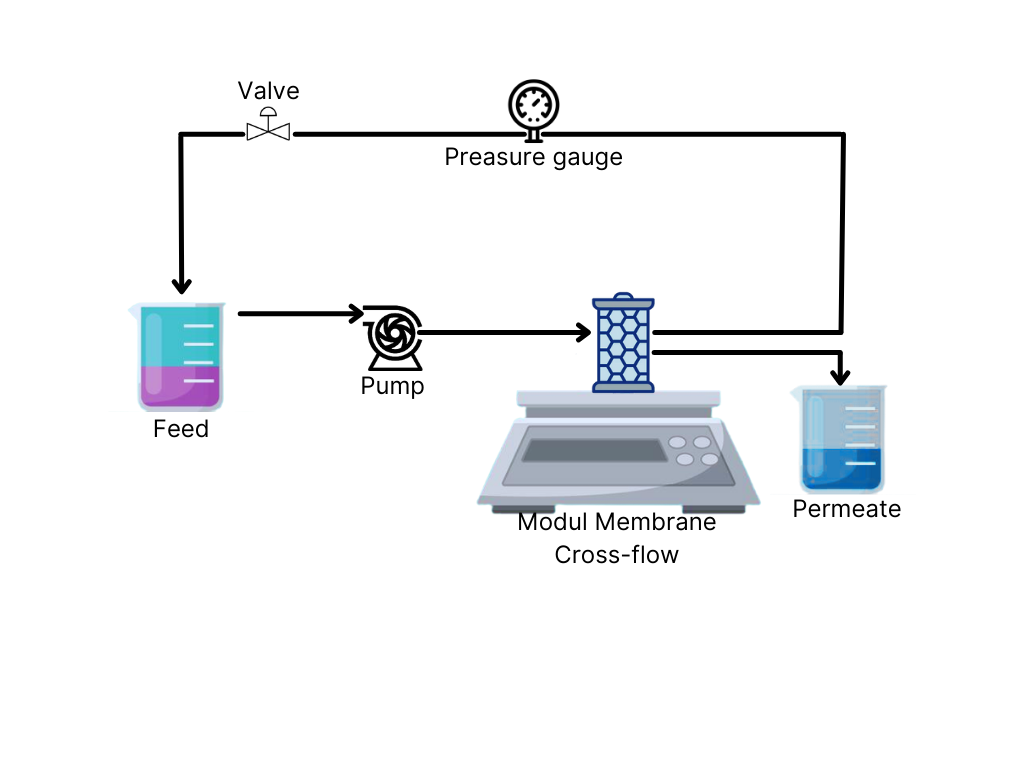 Valve
Preasure gauge
Pump
Feed
Permeate
Modul Membrane
Cross-flow